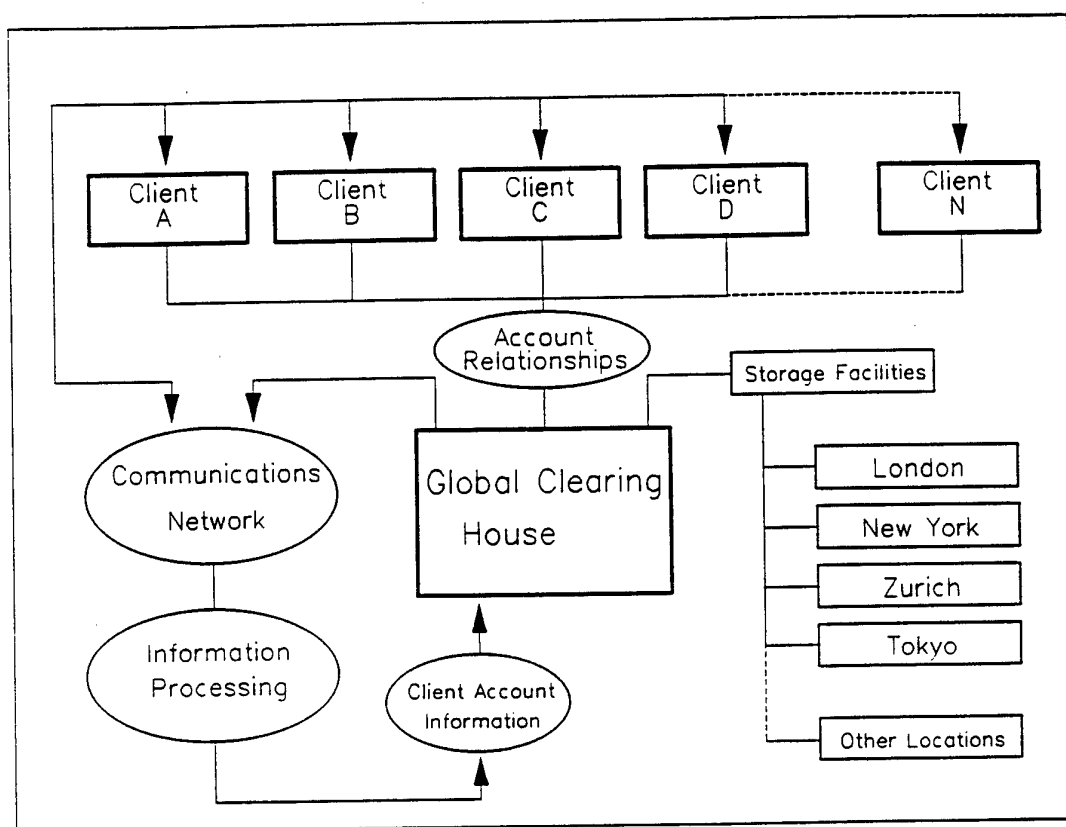 Client
A
Client
B
Client
C
Client
D
Client
N
Account
Relationships
Storage Facilities
Communications
Network
Global Clearing
House
London
New York
Zurich
Tokyo
Information
Processing
Client Account
Information
Other Locations